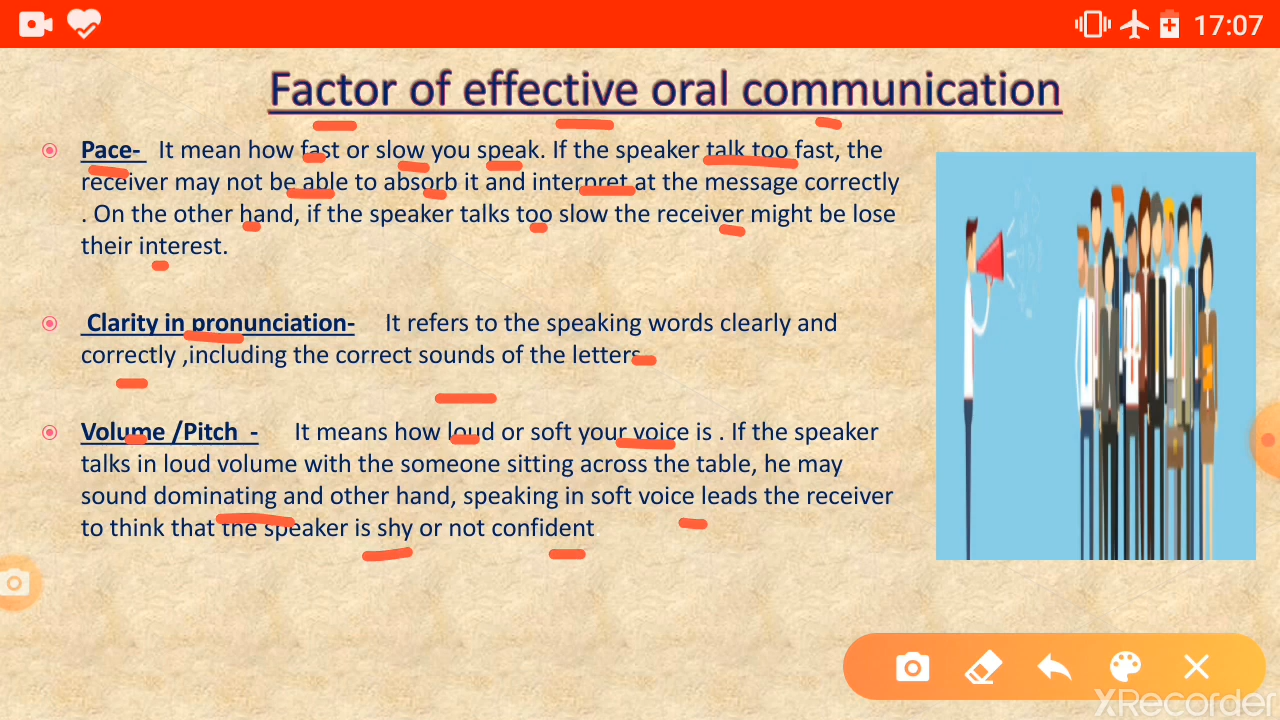 17:07
Factor of effective oral communication
Pace- It mean how fast or slow you speak. If the speaker talk too fast, the
receiver may not be able to absorb it and interpret at the message correctly
. On the other hand, if the speaker talks too slow the receiver might be lose
their interest.
Clarity in pronunciation- It refers to the speaking words clearly and
correctly ,including the correct sounds of the letters
Volume /Pitch - It means how loud or soft your voice is . If the speaker
talks in loud volume with the someone sitting across the table, he may
sound dominating and other hand, speaking in soft voice leads the receiver
to think that the speaker is shy or not confident
XRecorder